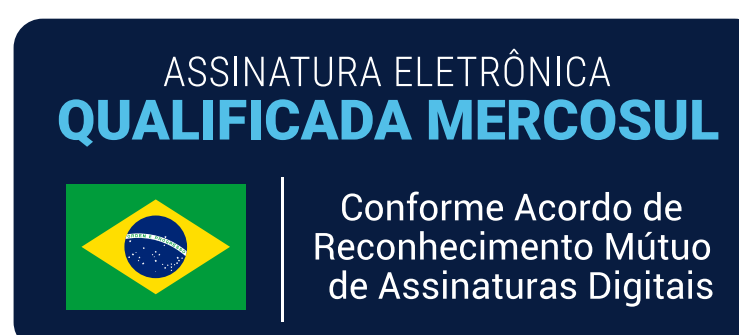 ASSINATURA ELETRÔNICA
QUALIFICADA MERCOSUL
Conforme Acordo de
Reconhecimento Mútuo
de Assinaturas Digitais